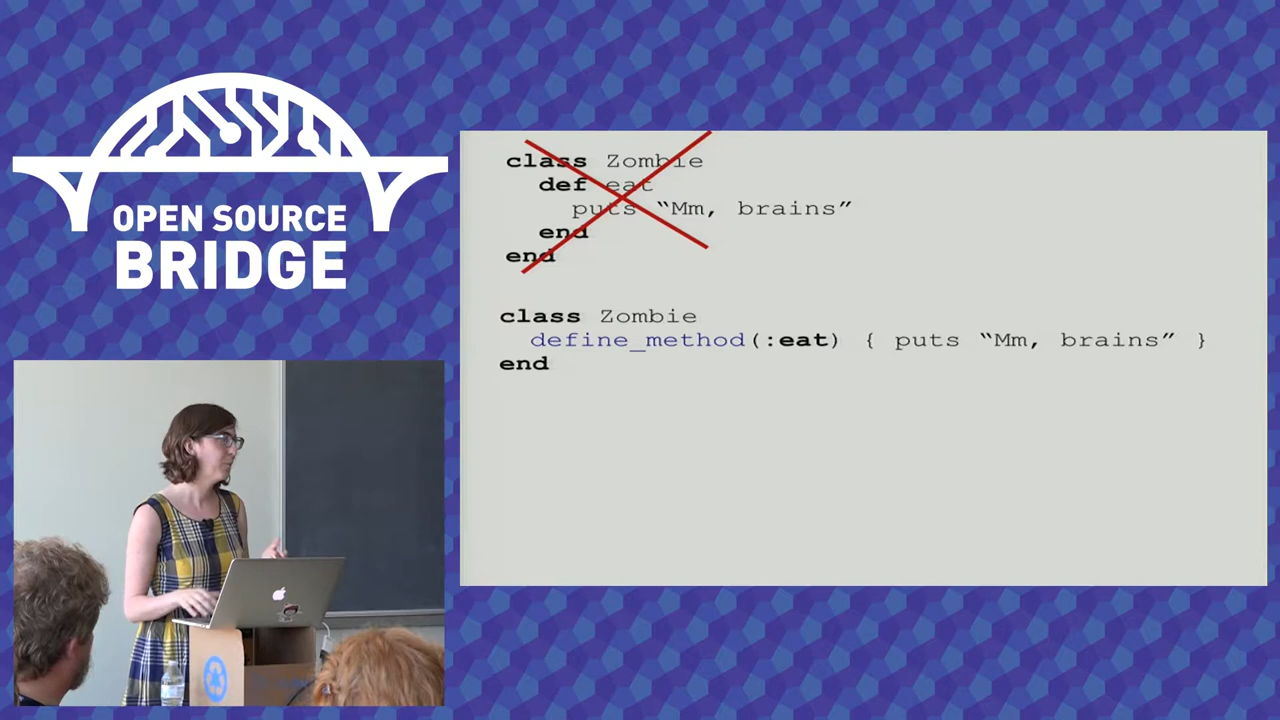 OPEN SOURCE
BRIDGE
class Zombie
def eat
puts “Mm, brains”
end
end
class Zombie
define_method(:eat) { puts “Mm, brains” }
end